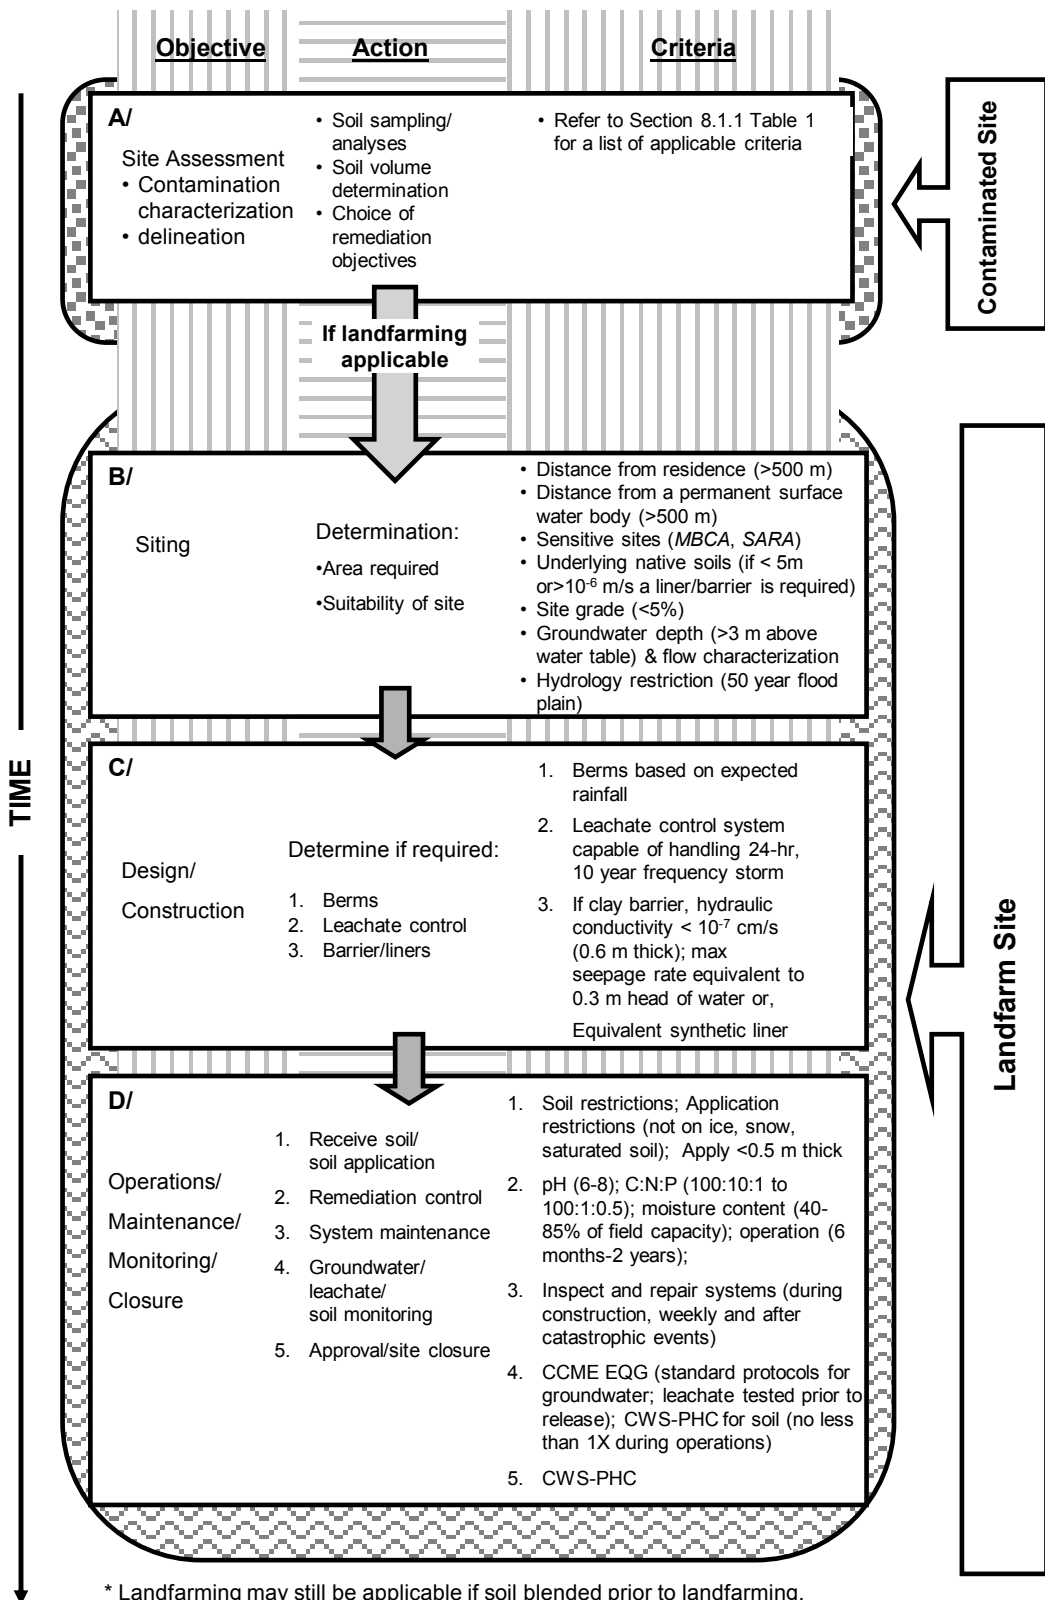 Objective
Action
Criteria
A/
Site Assessment
• Contamination
characterization
• delineation
• Soil sampling/
analyses
• Soil volume
determination
• Choice of
remediation
objectives
• Refer to Section 8.1.1 Table 1
for a list of applicable criteria
Contaminated Site
If landfarming
applicable
B/
Siting
Determination:
•Area required
•Suitability of site
• Distance from residence (>500 m)
• Distance from a permanent surface
water body (>500 m)
• Sensitive sites (MBCA, SARA)
• Underlying native soils (if < 5m
or>10⁻⁶ m/s a liner/barrier is required)
• Site grade (<5%)
• Groundwater depth (>3 m above
water table) & flow characterization
• Hydrology restriction (50 year flood
plain)
TIME
C/
Design/
Construction
Determine if required:
1. Berms
2. Leachate control
3. Barrier/liners
1. Berms based on expected
rainfall
2. Leachate control system
capable of handling 24-hr,
10 year frequency storm
3. If clay barrier, hydraulic
conductivity < 10⁻⁷ cm/s
(0.6 m thick); max
seepage rate equivalent to
0.3 m head of water or,
Equivalent synthetic liner
Landfarm Site
D/
Operations/
Maintenance/
Monitoring/
Closure
1. Receive soil/
soil application
2. Remediation control
3. System maintenance
4. Groundwater/
leachate/
soil monitoring
5. Approval/site closure
1. Soil restrictions; Application
restrictions (not on ice, snow,
saturated soil); Apply <0.5 m thick
2. pH (6-8); C:N:P (100:10:1 to
100:1:0.5); moisture content (40-
85% of field capacity); operation (6
months-2 years);
3. Inspect and repair systems (during
construction, weekly and after
catastrophic events)
4. CCME EQG (standard protocols for
groundwater; leachate tested prior to
release); CWS-PHC for soil (no less
than 1X during operations)
5. CWS-PHC
* Landfarming may still be applicable if soil blended prior to landfarming.